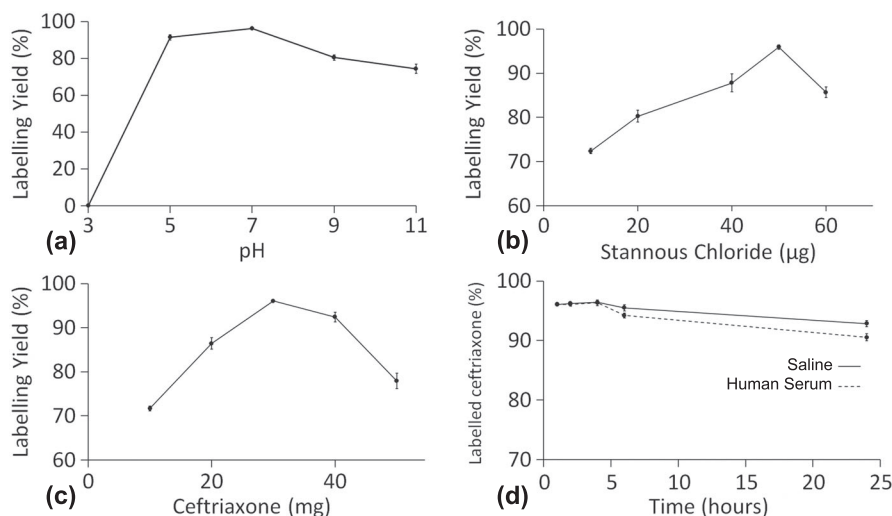 Labelling Yield (%)
100
80
60
40
20
0
3
5
7
9
11
pH
(a)
Labelling Yield (%)
100
90
80
70
60
0
20
40
60
Stannous Chloride (µg)
(b)
Labelling Yield (%)
100
90
80
70
60
0
20
40
Ceftriaxone (mg)
(c)
Labelled ceftriaxone (%)
100
90
80
70
0
5
10
15
20
25
Saline
Human Serum
Time (hours)
(d)